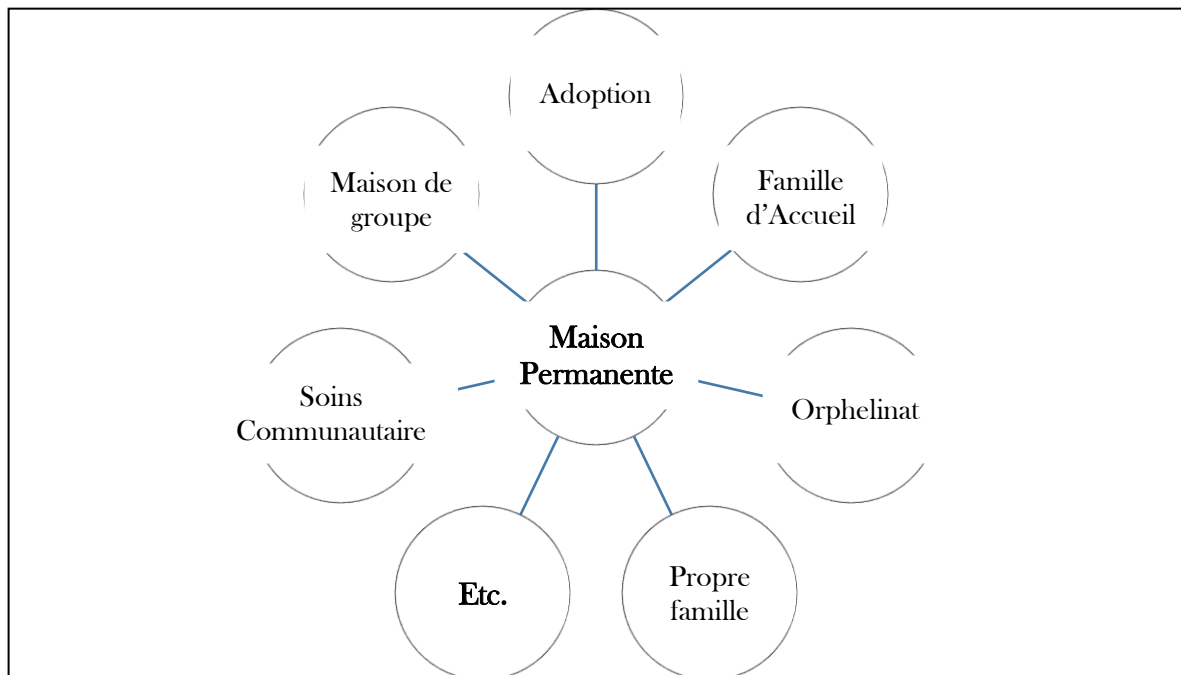 Adoption
Maison de
groupe
Famille
d’Accueil
Maison
Permanente
Soins
Communautaire
Orphelinat
Etc.
Propre
famille